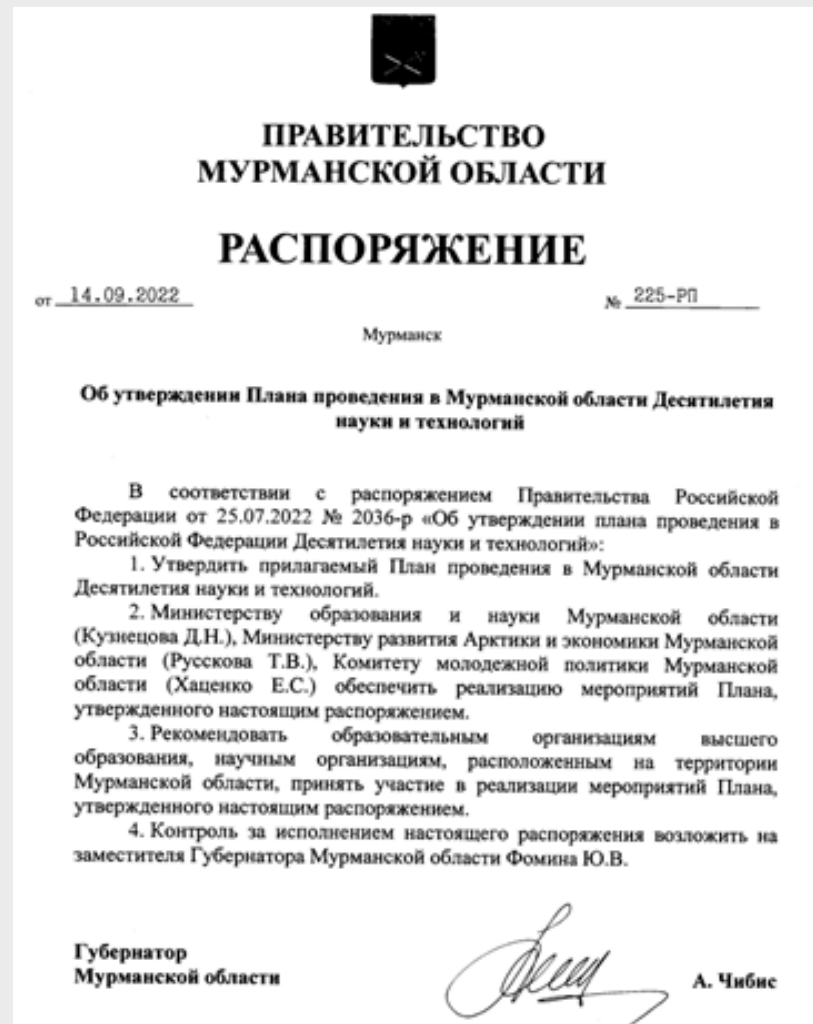 ПРАВИТЕЛЬСТВО
МУРМАНСКОЙ ОБЛАСТИ
РАСПОРЯЖЕНИЕ
от 14.09.2022 № 225-РП
Мурманск
Об утверждении Плана проведения в Мурманской области Десятилетия
науки и технологий
В соответствии с распоряжением Правительства Российской
Федерации от 25.07.2022 № 2036-р «Об утверждении плана проведения в
Российской Федерации Десятилетия науки и технологий»:
1. Утвердить прилагаемый План проведения в Мурманской области
Десятилетия науки и технологий.
2. Министерству образования и науки Мурманской области
(Кузнецова Д.Н.), Министерству развития Арктики и экономики Мурманской
области (Русскова Т.В.), Комитету молодежной политики Мурманской
области (Хаценко Е.С.) обеспечить реализацию мероприятий Плана,
утвержденного настоящим распоряжением.
3. Рекомендовать образовательным организациям высшего
образования, научным организациям, расположенным на территории
Мурманской области, принять участие в реализации мероприятий Плана,
утвержденного настоящим распоряжением.
4. Контроль за исполнением настоящего распоряжения возложить на
заместителя Губернатора Мурманской области Фомина Ю.В.
Губернатор
Мурманской области А. Чибис